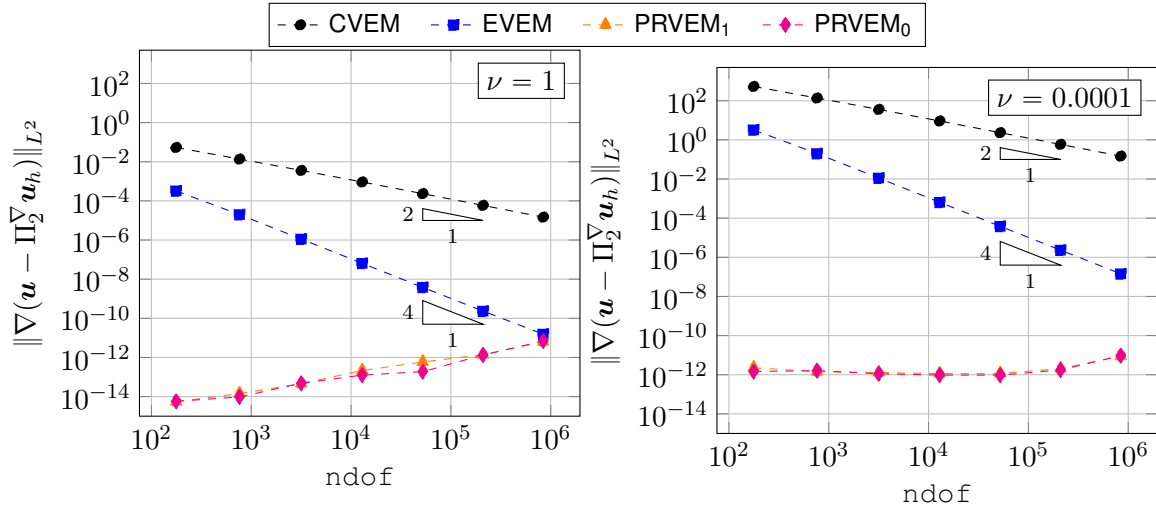 CVEM EVEM PRVEM₁ PRVEM₀
ν = 1
10² 10⁰ 10⁻² 10⁻⁴ 10⁻⁶ 10⁻⁸ 10⁻¹⁰ 10⁻¹² 10⁻¹⁴
‖∇(u − Π₂^∇ u_h)‖_{L²}
2
1
4
1
10² 10³ 10⁴ 10⁵ 10⁶
ndof
ν = 0.0001
10² 10⁰ 10⁻² 10⁻⁴ 10⁻⁶ 10⁻⁸ 10⁻¹⁰ 10⁻¹² 10⁻¹⁴
‖∇(u − Π₂^∇ u_h)‖_{L²}
2
1
4
1
10² 10³ 10⁴ 10⁵ 10⁶
ndof